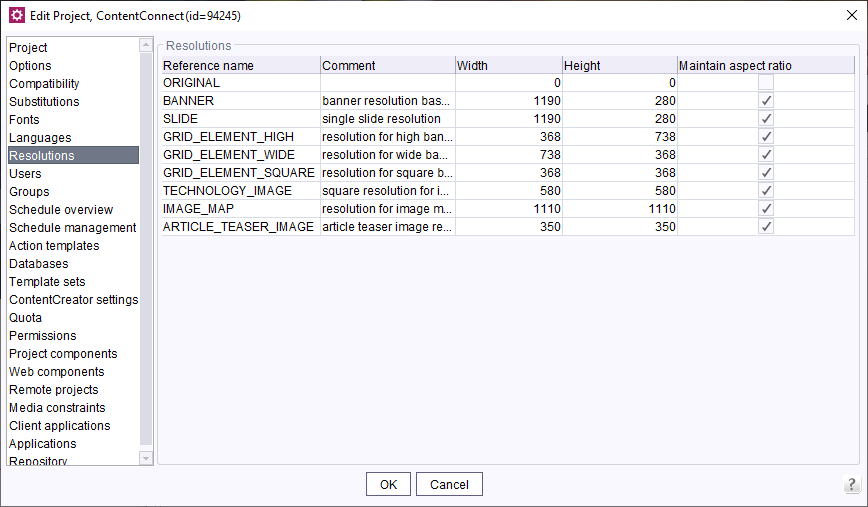 Edit Project, ContentConnect(id=94245)
Project
Options
Compatibility
Substitutions
Fonts
Languages
Resolutions
Users
Groups
Schedule overview
Schedule management
Action templates
Databases
Template sets
ContentCreator settings
Quota
Permissions
Project components
Web components
Remote projects
Media constraints
Client applications
Applications
Repository
Resolutions
Reference name Comment Width Height Maintain aspect ratio
ORIGINAL 0 0
BANNER banner resolution bas... 1190 280
SLIDE single slide resolution 1190 280
GRID_ELEMENT_HIGH resolution for high ban... 368 738
GRID_ELEMENT_WIDE resolution for wide ba... 738 368
GRID_ELEMENT_SQUARE resolution for square b... 368 368
TECHNOLOGY_IMAGE square resolution for i... 580 580
IMAGE_MAP resolution for image m... 1110 1110
ARTICLE_TEASER_IMAGE article teaser image re... 350 350
OK Cancel ?